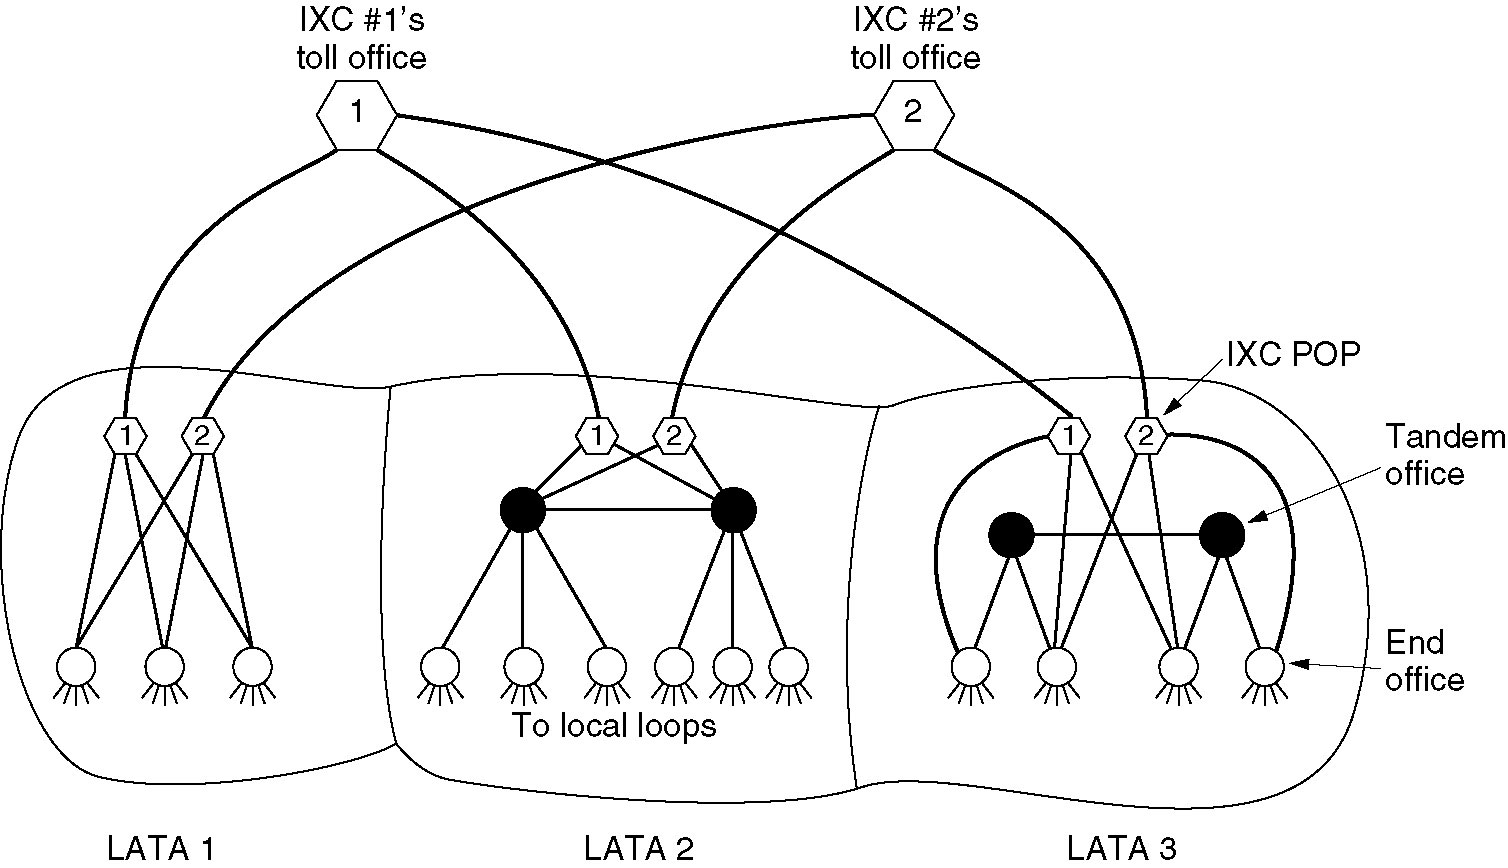 IXC #1's
toll office
IXC #2's
toll office
1
2
IXC POP
1
2
1
2
1
2
Tandem
office
End
office
To local loops
LATA 1
LATA 2
LATA 3